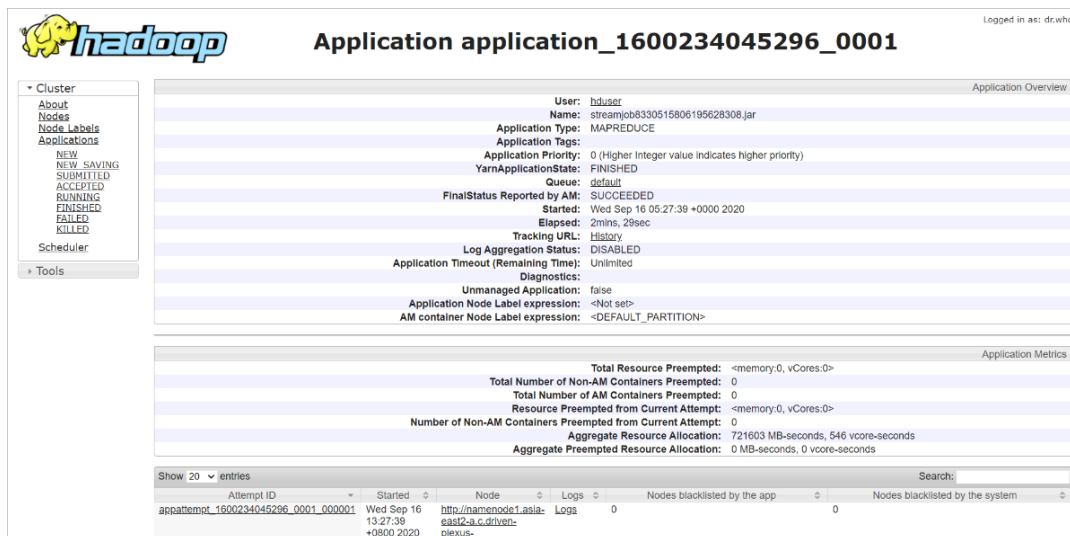 hadoop
Application application_1600234045296_0001
Logged in as: dr.who
Cluster
About
Nodes
Node Labels
Applications
NEW
NEW_SAVING
SUBMITTED
ACCEPTED
RUNNING
FINISHED
FAILED
KILLED
Scheduler
Tools
Application Overview
User: hduser
Name: streamjob8330515806195628308.jar
Application Type: MAPREDUCE
Application Tags:
Application Priority: 0 (Higher Integer value indicates higher priority)
YarnApplicationState: FINISHED
Queue: default
FinalStatus Reported by AM: SUCCEEDED
Started: Wed Sep 16 05:27:39 +0000 2020
Elapsed: 2mins, 29sec
Tracking URL: History
Log Aggregation Status: DISABLED
Application Timeout (Remaining Time): Unlimited
Diagnostics:
Unmanaged Application: false
Application Node Label expression: <Not set>
AM container Node Label expression: <DEFAULT_PARTITION>
Application Metrics
Total Resource Preempted: <memory:0, vCores:0>
Total Number of Non-AM Containers Preempted: 0
Total Number of AM Containers Preempted: 0
Resource Preempted from Current Attempt: <memory:0, vCores:0>
Number of Non-AM Containers Preempted from Current Attempt: 0
Aggregate Resource Allocation: 721603 MB-seconds, 546 vcore-seconds
Aggregate Preempted Resource Allocation: 0 MB-seconds, 0 vcore-seconds
Show 20 entries Search:
Attempt ID Started Node Logs Nodes blacklisted by the app Nodes blacklisted by the system
appattempt_1600234045296_0001_000001 Wed Sep 16 http://namenode1.asia- Logs 0 0
13:27:39 east2-a.c.driven-
+0800 2020 plexus-